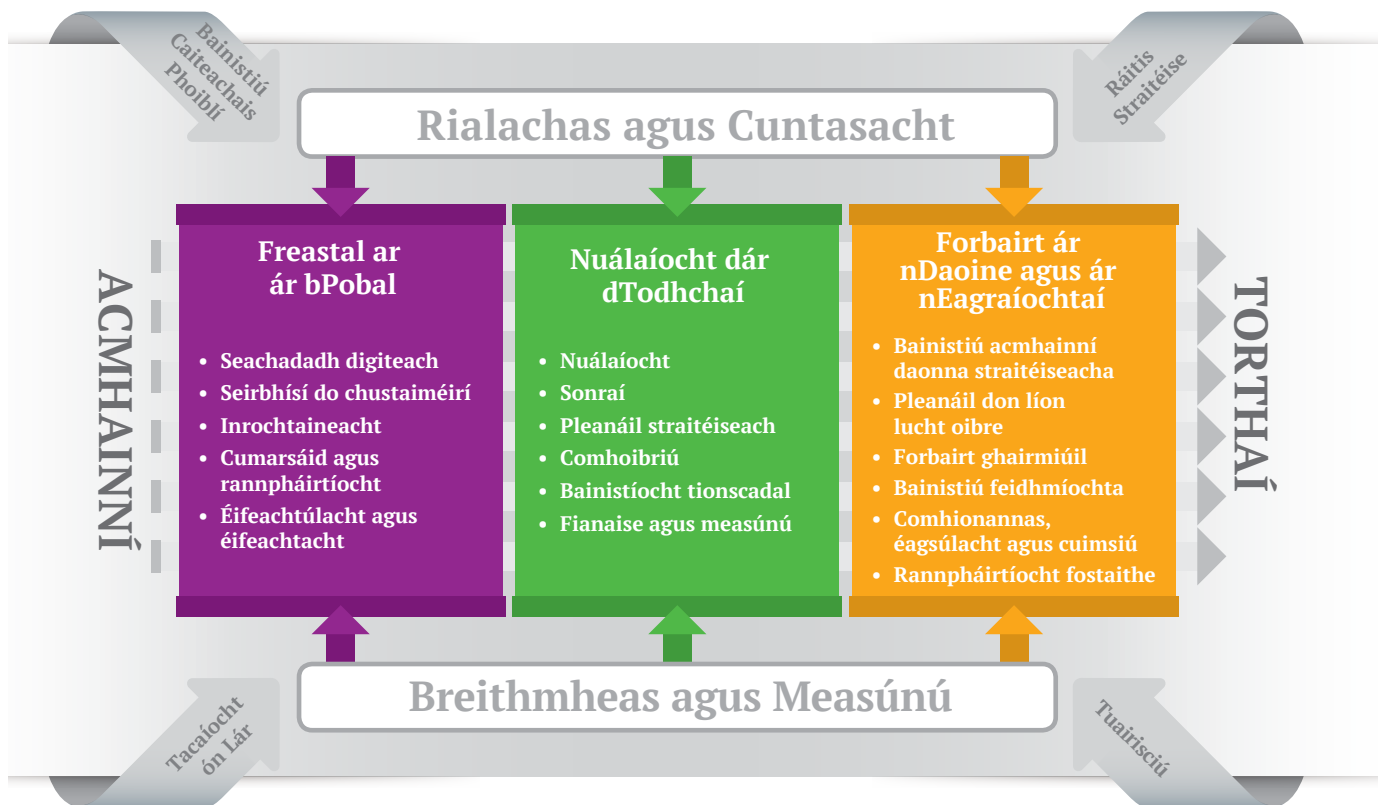 Bainistiú
Caiteachais
Phoiblí
Ráitis
Straitéise
Rialachas agus Cuntasacht
ACMHAINNÍ
Freastal ar
ár bPobal
• Seachadadh digiteach
• Seirbhísí do chustaiméirí
• Inrochtaineacht
• Cumarsáid agus
rannpháirtíocht
• Éifeachtúlacht agus
éifeachtacht
Nuálaíocht dár
dTodhchaí
• Nuálaíocht
• Sonraí
• Pleanáil straitéiseach
• Comhoibriú
• Bainistíocht tionscadal
• Fianaise agus measúnú
Forbairt ár
nDaoine agus ár
nEagraíochtaí
• Bainistiú acmhainní
daonna straitéiseacha
• Pleanáil don líon
lucht oibre
• Forbairt ghairmiúil
• Bainistiú feidhmíochta
• Comhionannas,
éagsúlacht agus cuimsiú
• Rannpháirtíocht fostaithe
TORTHAÍ
Breithmheas agus Measúnú
Tacaíocht
ón Lár
Tuairisciú